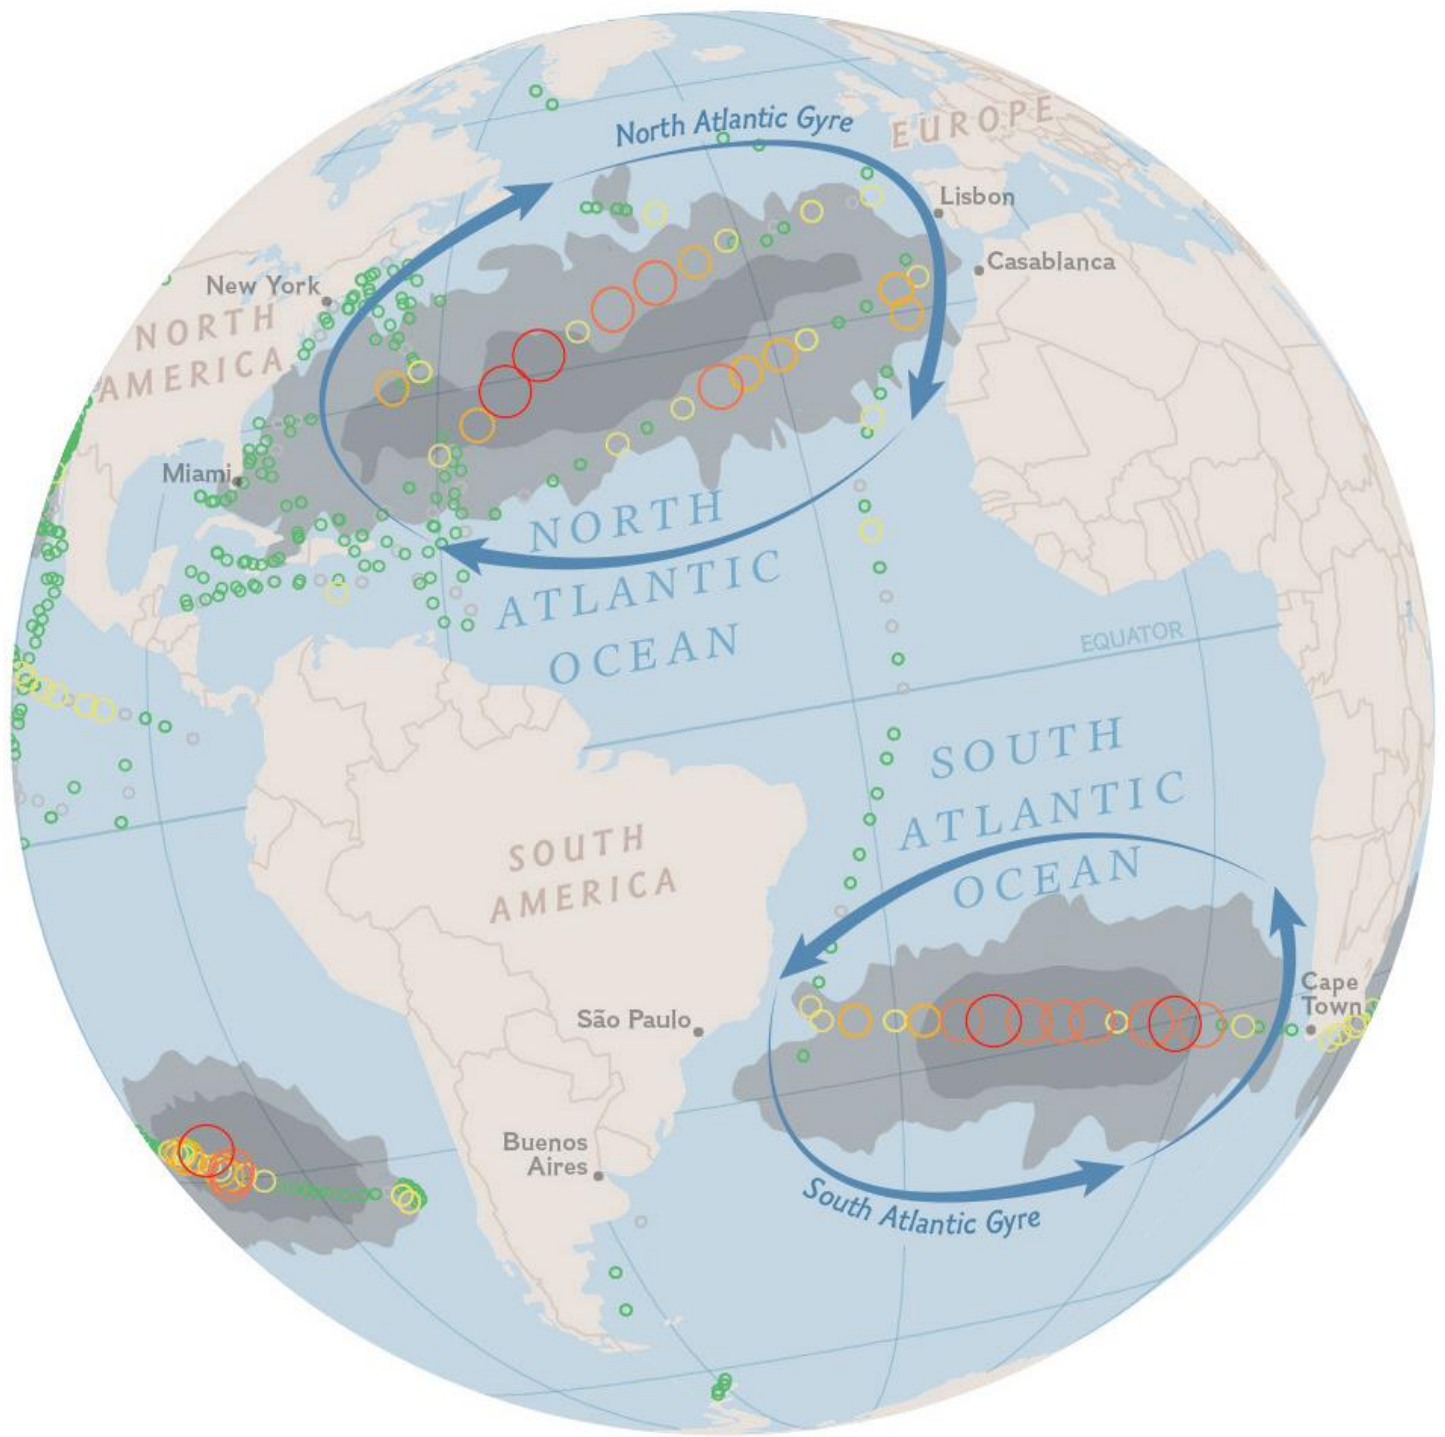 North Atlantic Gyre
EUROPE
Lisbon
Casablanca
New York
NORTH
AMERICA
Miami
NORTH
ATLANTIC
OCEAN
EQUATOR
SOUTH
ATLANTIC
OCEAN
SOUTH
AMERICA
São Paulo
Cape
Town
Buenos
Aires
South Atlantic Gyre